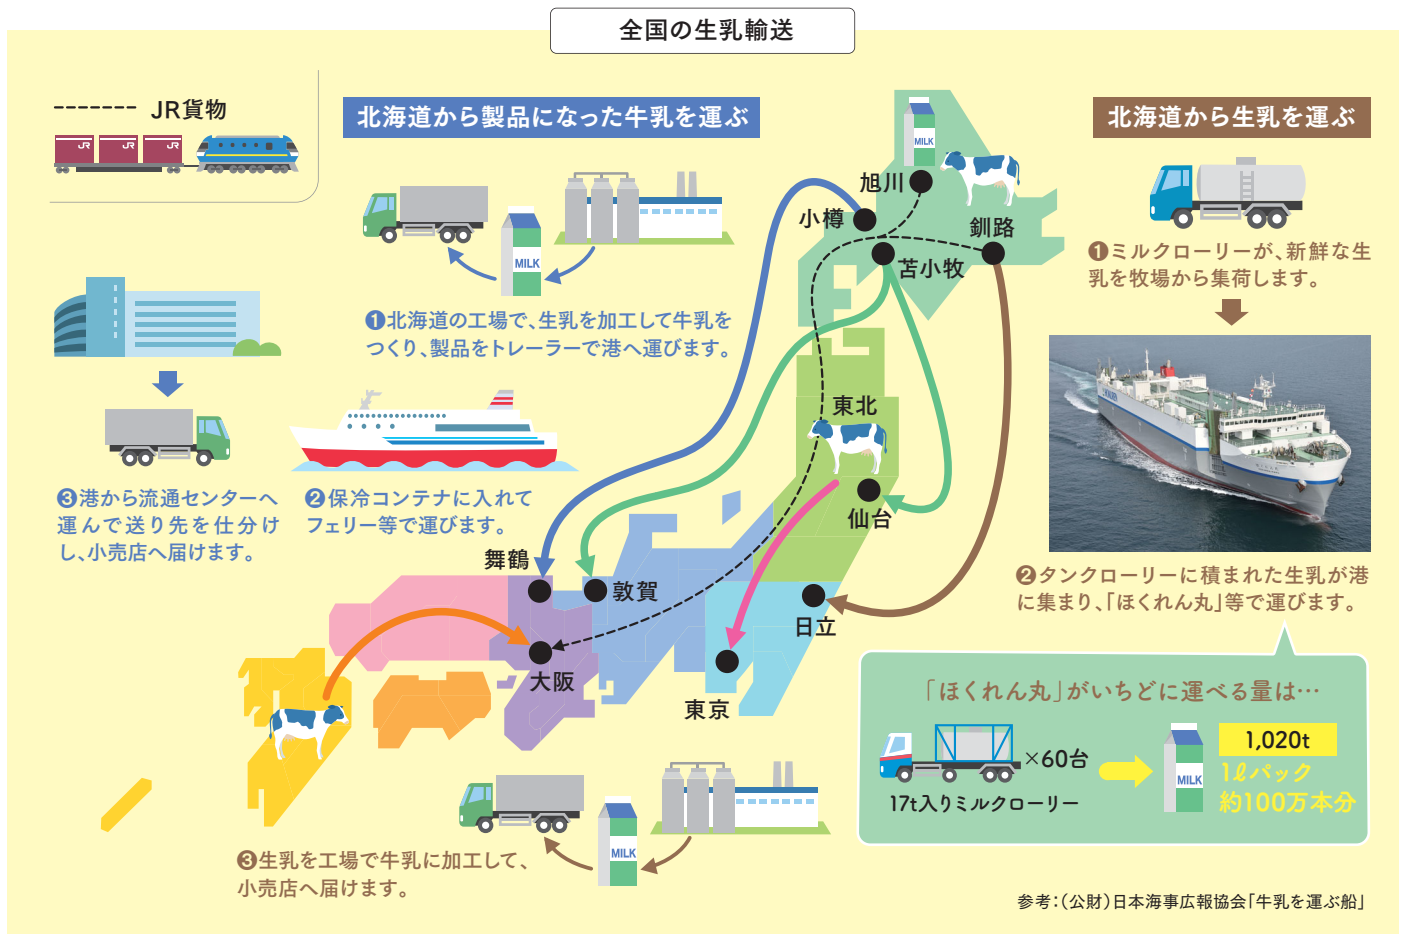 全国の生乳輸送
JR貨物
JR
JR
JR
北海道から製品になった牛乳を運ぶ
MILK
❶北海道の工場で、生乳を加工して牛乳を
つくり、製品をトレーラーで港へ運びます。
❷保冷コンテナに入れて
フェリー等で運びます。
❸港から流通センターへ
運んで送り先を仕分け
し、小売店へ届けます。
MILK
旭川
小樽
釧路
苫小牧
東北
仙台
舞鶴
敦賀
日立
大阪
東京
北海道から生乳を運ぶ
❶ミルクローリーが、新鮮な生
乳を牧場から集荷します。
❷タンクローリーに積まれた生乳が港
に集まり、「ほくれん丸」等で運びます。
「ほくれん丸」がいちどに運べる量は…
×60台
17t入りミルクローリー
MILK
1,020t
1ℓパック
約100万本分
MILK
❸生乳を工場で牛乳に加工して、
小売店へ届けます。
参考：（公財）日本海事広報協会「牛乳を運ぶ船」